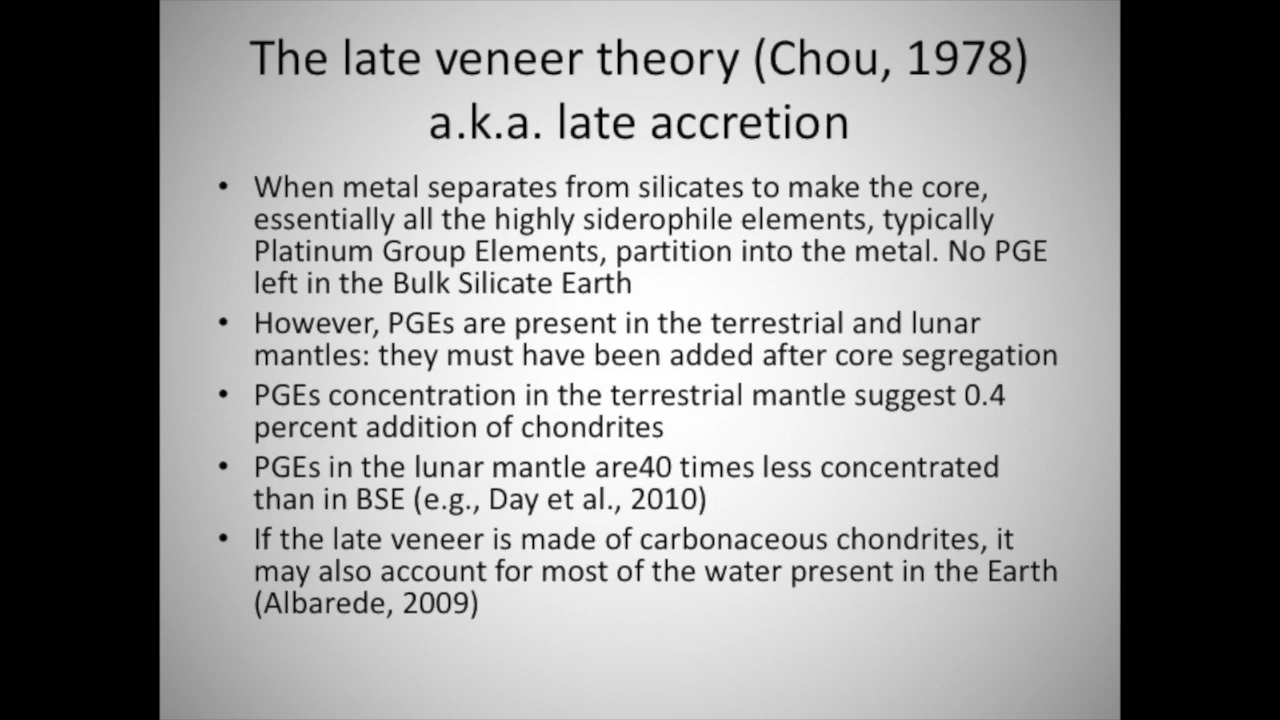 The late veneer theory (Chou, 1978)
a.k.a. late accretion
• When metal separates from silicates to make the core,
essentially all the highly siderophile elements, typically
Platinum Group Elements, partition into the metal. No PGE
left in the Bulk Silicate Earth
• However, PGEs are present in the terrestrial and lunar
mantles: they must have been added after core segregation
• PGEs concentration in the terrestrial mantle suggest 0.4
percent addition of chondrites
• PGEs in the lunar mantle are40 times less concentrated
than in BSE (e.g., Day et al., 2010)
• If the late veneer is made of carbonaceous chondrites, it
may also account for most of the water present in the Earth
(Albarede, 2009)